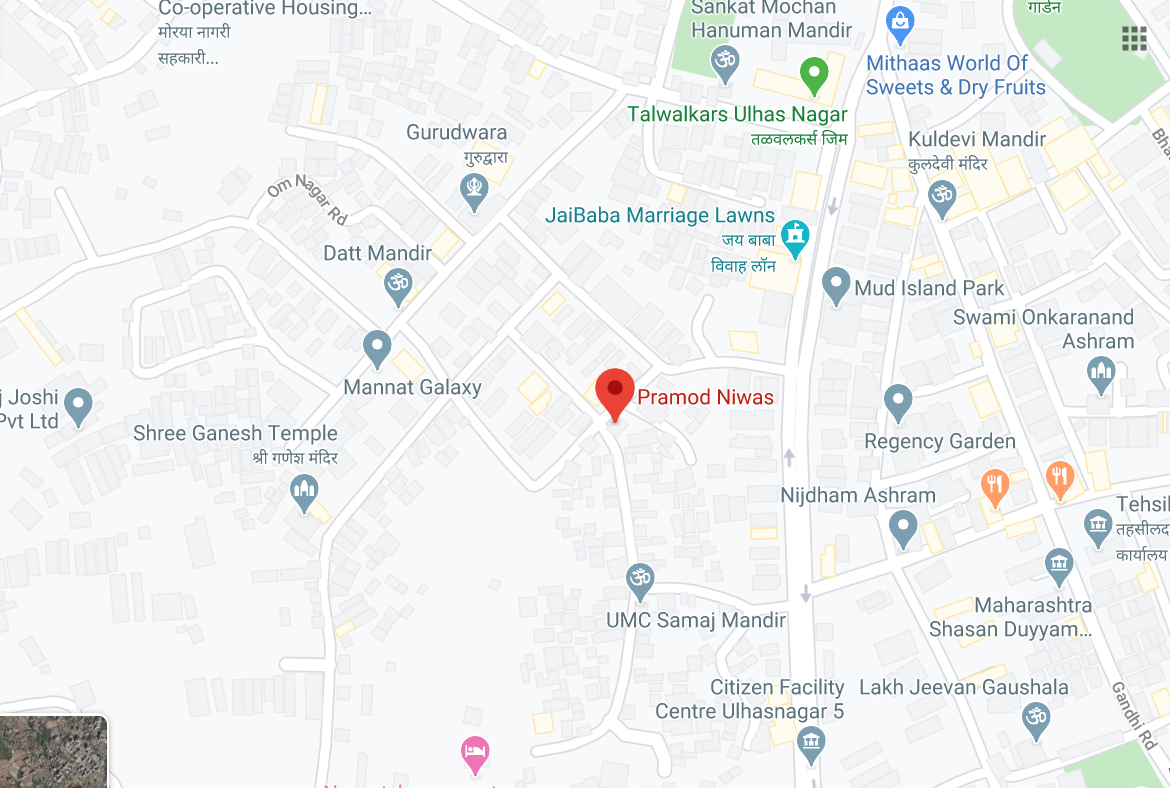 Co-operative Housing...
मोरया नागरी
सहकारी...
Sankat Mochan
Hanuman Mandir
गार्डन
Mithaas World Of
Sweets & Dry Fruits
Talwalkars Ulhas Nagar
तळवलकर्स जिम
Gurudwara
गुरुद्वारा
Kuldevi Mandir
कुलदेवी मंदिर
Om Nagar Rd
JaiBaba Marriage Lawns
जय बाबा
विवाह लॉन
Datt Mandir
Mud Island Park
Swami Onkaranand
Ashram
Mannat Galaxy
Pramod Niwas
Joshi
Pvt Ltd
Shree Ganesh Temple
श्री गणेश मंदिर
Regency Garden
Nijdham Ashram
Tehsil
तहसीलद
कार्यालय
UMC Samaj Mandir
Maharashtra
Shasan Duyyam...
Citizen Facility
Centre Ulhasnagar 5
Lakh Jeevan Gaushala
Gandhi Rd